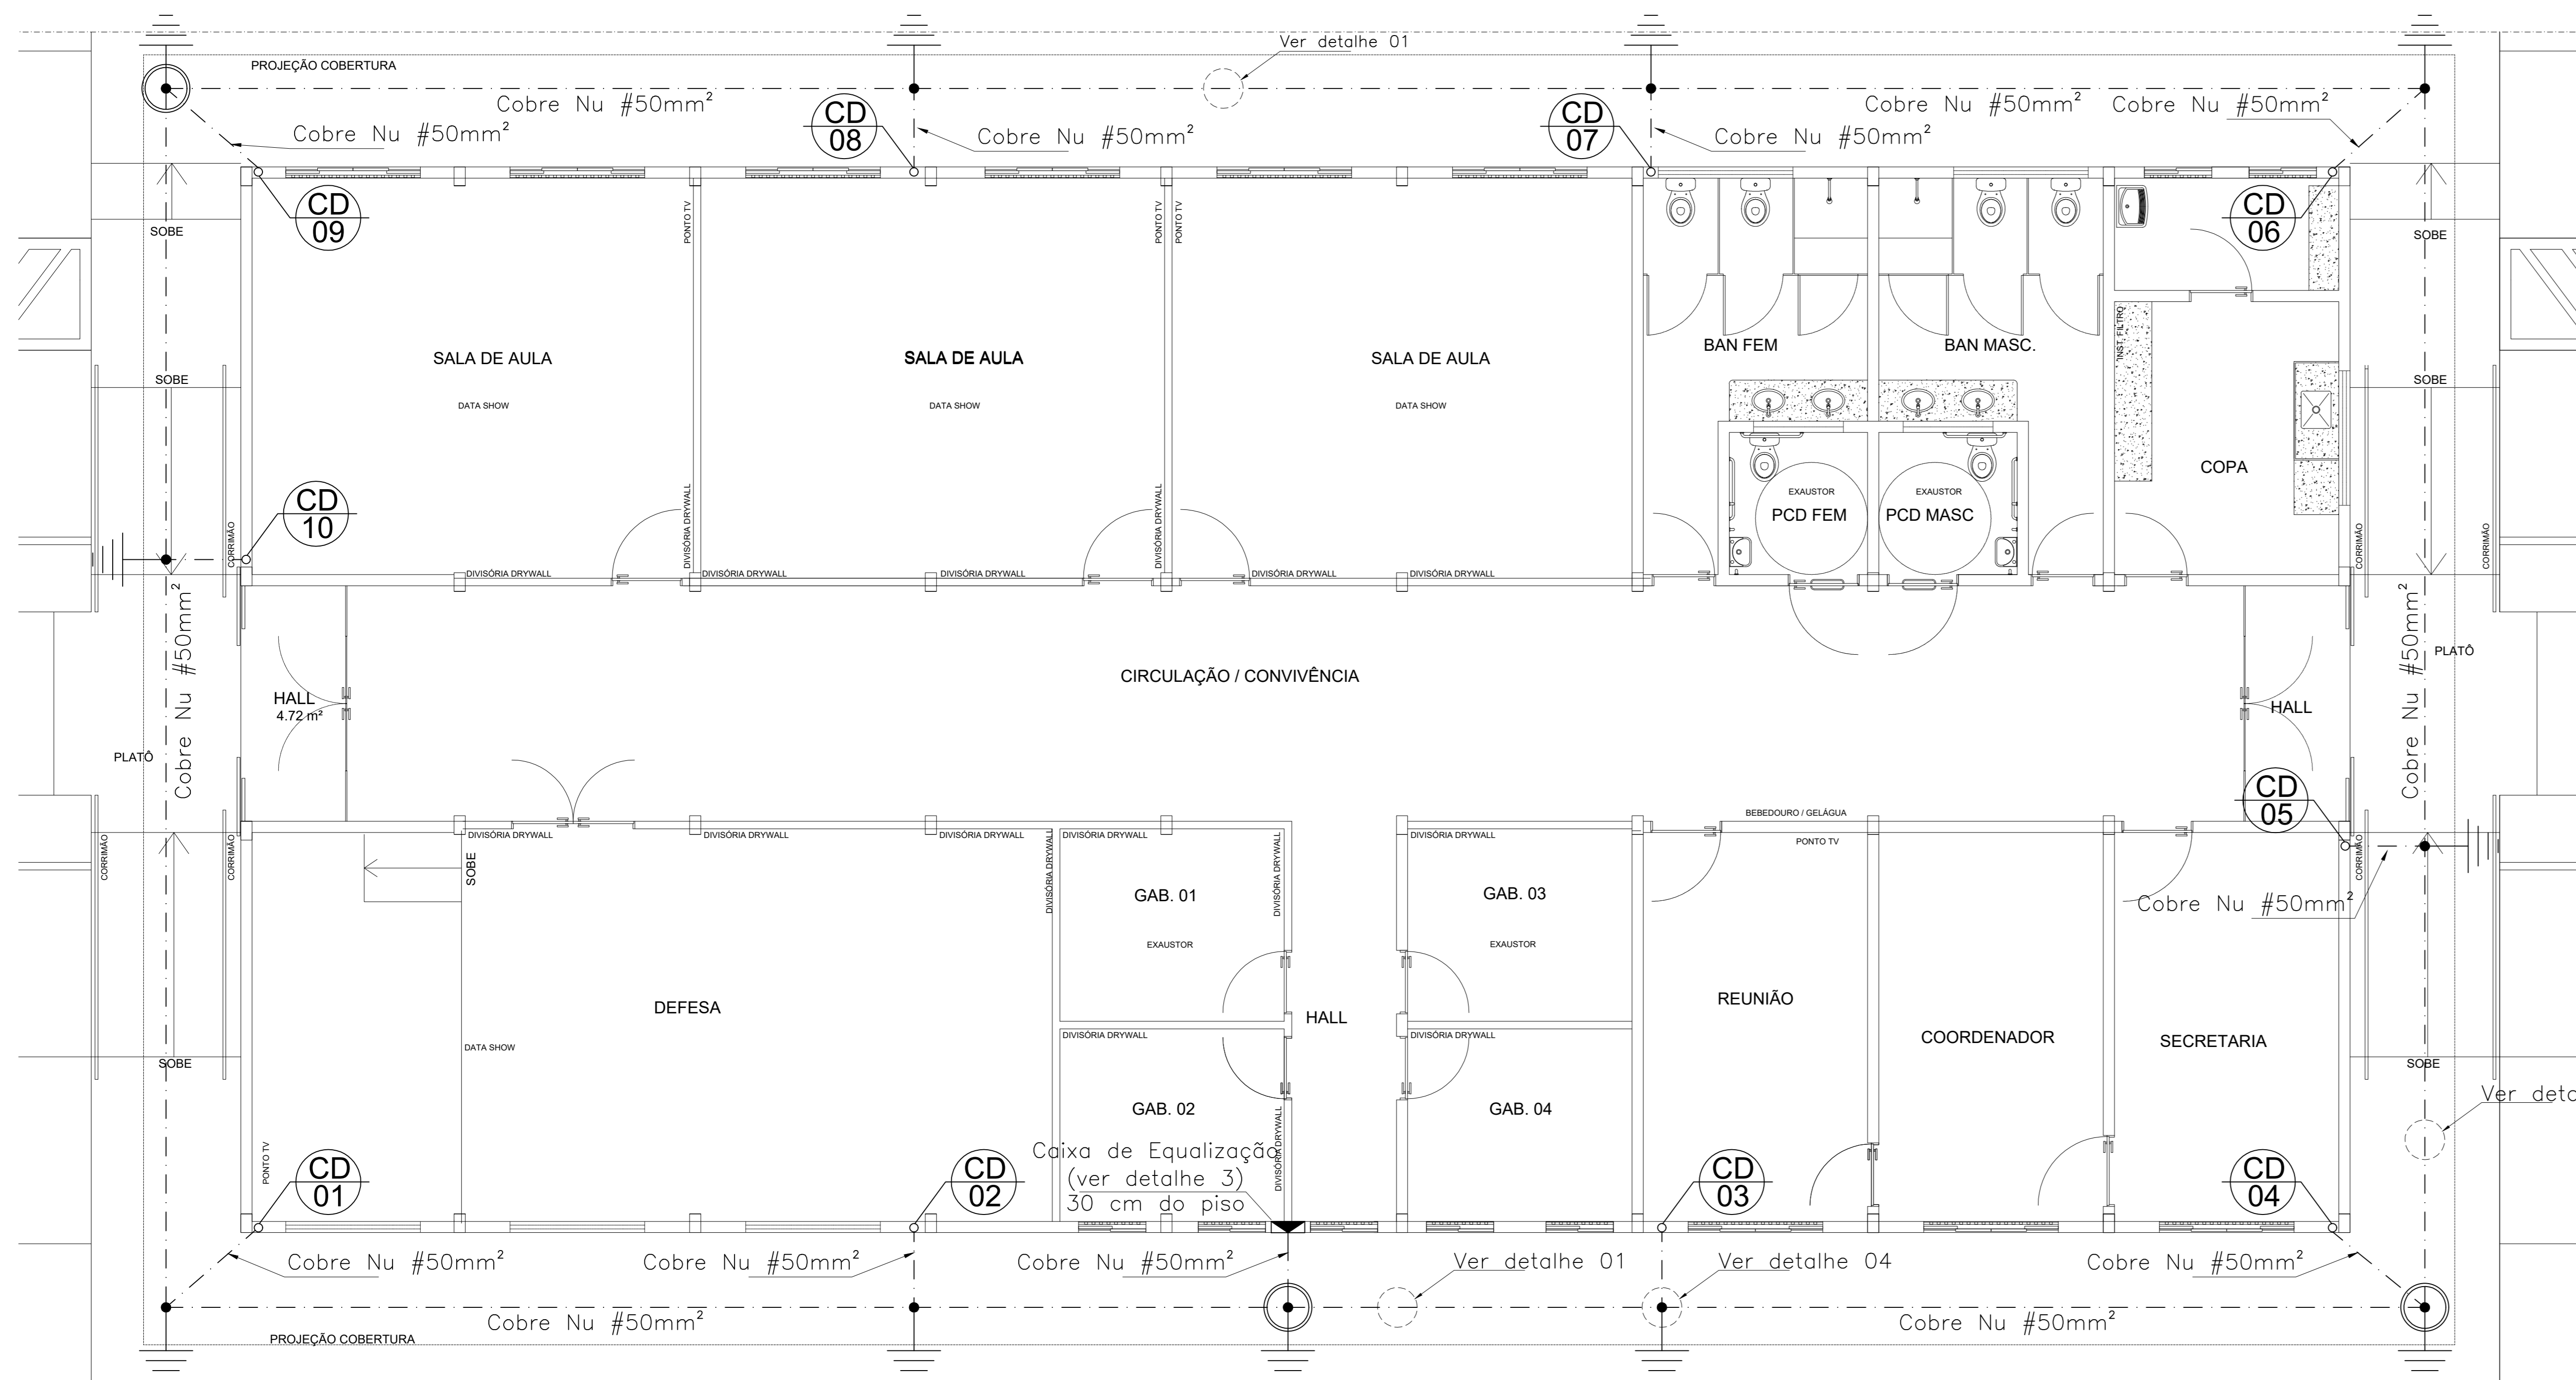 Ver detalhe 01
PROJEÇÃO COBERTURA
Cobre Nu #50mm²
Cobre Nu #50mm²
CD
08
Cobre Nu #50mm²
CD
07
Cobre Nu #50mm²
Cobre Nu #50mm²
Cobre Nu #50mm²
SOBE
CD
09
PONTO TV
PONTO TV
PONTO TV
CD
06
SOBE
SALA DE AULA
SALA DE AULA
SALA DE AULA
BAN FEM
BAN MASC.
INST. FILTRO
SOBE
SOBE
DATA SHOW
DATA SHOW
DATA SHOW
COPA
CD
10
EXAUSTOR
EXAUSTOR
PCD FEM
PCD MASC
CORRIMÃO
DIVISÓRIA DRYWALL
DIVISÓRIA DRYWALL
CORRIMÃO
CORRIMÃO
DIVISÓRIA DRYWALL
DIVISÓRIA DRYWALL
DIVISÓRIA DRYWALL
DIVISÓRIA DRYWALL
DIVISÓRIA DRYWALL
Cobre Nu #50mm²
Cobre Nu #50mm²
PLATÔ
CIRCULAÇÃO / CONVIVÊNCIA
HALL
4.72 m²
HALL
PLATÔ
CD
05
BEBEDOURO / GELÁGUA
PONTO TV
DIVISÓRIA DRYWALL
DIVISÓRIA DRYWALL
DIVISÓRIA DRYWALL
DIVISÓRIA DRYWALL
DIVISÓRIA DRYWALL
CORRIMÃO
CORRIMÃO
SOBE
DIVISÓRIA DRYWALL
DIVISÓRIA DRYWALL
CORRIMÃO
GAB. 01
GAB. 03
Cobre Nu #50mm²
EXAUSTOR
EXAUSTOR
DEFESA
REUNIÃO
HALL
COORDENADOR
SECRETARIA
DATA SHOW
DIVISÓRIA DRYWALL
DIVISÓRIA DRYWALL
SOBE
SOBE
Ver deta
GAB. 02
GAB. 04
DIVISÓRIA DRYWALL
PONTO TV
Caixa de Equalização
(ver detalhe 3)
30 cm do piso
CD
01
CD
02
CD
03
CD
04
Cobre Nu #50mm²
Cobre Nu #50mm²
Cobre Nu #50mm²
Ver detalhe 01
Ver detalhe 04
Cobre Nu #50mm²
Cobre Nu #50mm²
Cobre Nu #50mm²
PROJEÇÃO COBERTURA